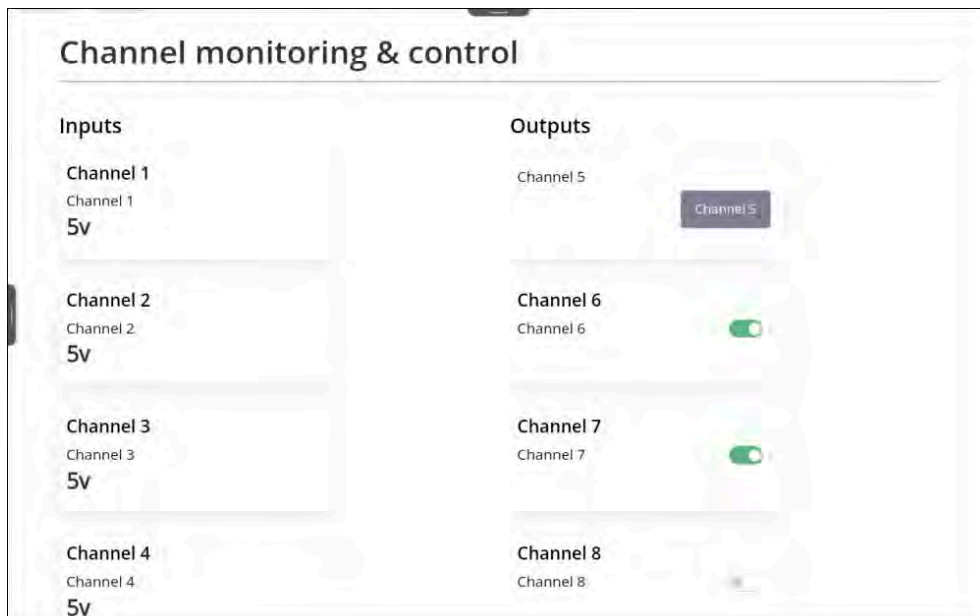 Channel monitoring & control
Inputs
Channel 1
Channel 1
5v
Channel 2
Channel 2
5v
Channel 3
Channel 3
5v
Channel 4
Channel 4
5v
Outputs
Channel 5
Channel 5
Channel 6
Channel 6
Channel 7
Channel 7
Channel 8
Channel 8